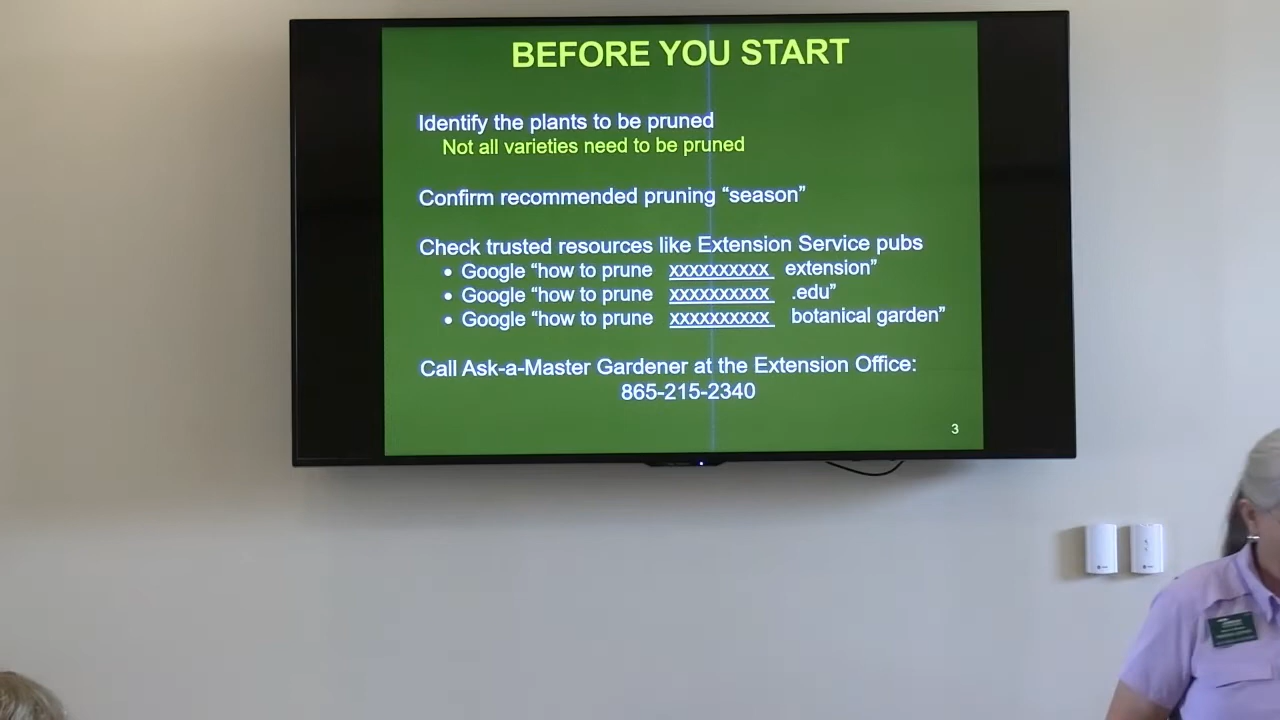 BEFORE YOU START
Identify the plants to be pruned
Not all varieties need to be pruned
Confirm recommended pruning “season”
Check trusted resources like Extension Service pubs
• Google “how to prune xxxxxxxxxx extension”
• Google “how to prune xxxxxxxxxx .edu”
• Google “how to prune xxxxxxxxxx botanical garden”
Call Ask-a-Master Gardener at the Extension Office:
865-215-2340
3